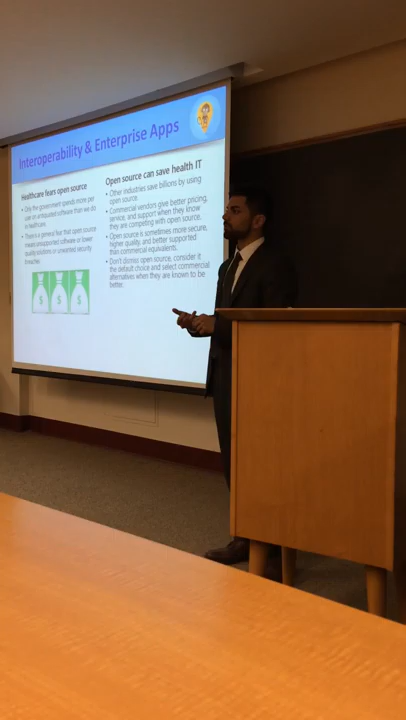 Interoperability & Enterprise Apps
Healthcare fears open source
Only the government spends more per
user on antiquated software than we do
in healthcare.
There is a general fear that open source
means unsupported software or lower
quality solutions or unwanted security
breaches.
Open source can save health IT
Other industries save billions by using
open source.
Commercial vendors give better pricing,
service, and support when they know
they are competing with open source.
Open source is sometimes more secure,
higher quality, and better supported
than commercial equivalents.
Don't dismiss open source, consider it
the default choice and select commercial
alternatives when they are known to be
better.
$ $ $